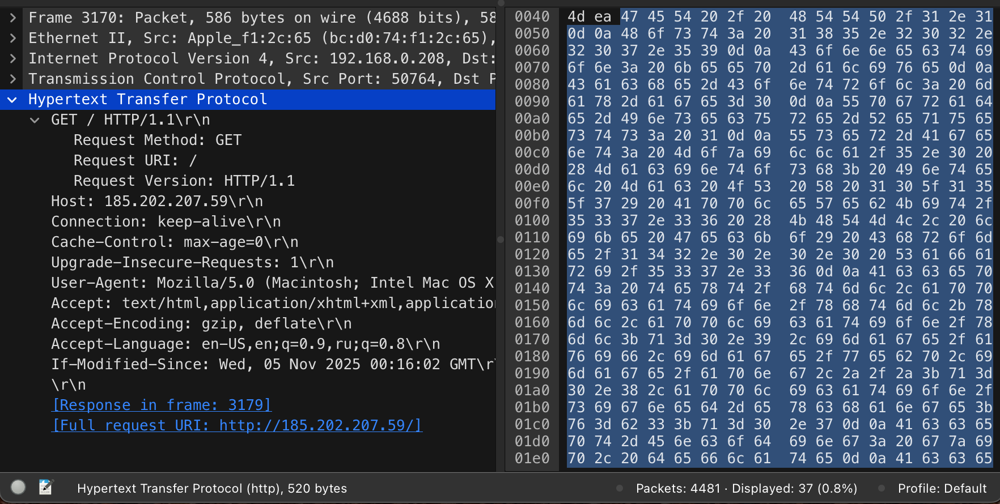 Frame 3170: Packet, 586 bytes on wire (4688 bits), 58
Ethernet II, Src: Apple_f1:2c:65 (bc:d0:74:f1:2c:65),
Internet Protocol Version 4, Src: 192.168.0.208, Dst:
Transmission Control Protocol, Src Port: 50764, Dst P
Hypertext Transfer Protocol
GET / HTTP/1.1\r\n
Request Method: GET
Request URI: /
Request Version: HTTP/1.1
Host: 185.202.207.59\r\n
Connection: keep-alive\r\n
Cache-Control: max-age=0\r\n
Upgrade-Insecure-Requests: 1\r\n
User-Agent: Mozilla/5.0 (Macintosh; Intel Mac OS X
Accept: text/html,application/xhtml+xml,application
Accept-Encoding: gzip, deflate\r\n
Accept-Language: en-US,en;q=0.9,ru;q=0.8\r\n
If-Modified-Since: Wed, 05 Nov 2025 00:16:02 GMT\r\
\r\n
[Response in frame: 3179]
[Full request URI: http://185.202.207.59/]
0040 4d ea 47 45 54 20 2f 20 48 54 54 50 2f 31 2e 31
0050 0d 0a 48 6f 73 74 3a 20 31 38 35 2e 32 30 32 2e
0060 32 30 37 2e 35 39 0d 0a 43 6f 6e 6e 65 63 74 69
0070 6f 6e 3a 20 6b 65 65 70 2d 61 6c 69 76 65 0d 0a
0080 43 61 63 68 65 2d 43 6f 6e 74 72 6f 6c 3a 20 6d
0090 61 78 2d 61 67 65 3d 30 0d 0a 55 70 67 72 61 64
00a0 65 2d 49 6e 73 65 63 75 72 65 2d 52 65 71 75 65
00b0 73 74 73 3a 20 31 0d 0a 55 73 65 72 2d 41 67 65
00c0 6e 74 3a 20 4d 6f 7a 69 6c 6c 61 2f 35 2e 30 20
00d0 28 4d 61 63 69 6e 74 6f 73 68 3b 20 49 6e 74 65
00e0 6c 20 4d 61 63 20 4f 53 20 58 20 31 30 5f 31 35
00f0 5f 37 29 20 41 70 70 6c 65 57 65 62 4b 69 74 2f
0100 35 33 37 2e 33 36 20 28 4b 48 54 4d 4c 2c 20 6c
0110 69 6b 65 20 47 65 63 6b 6f 29 20 43 68 72 6f 6d
0120 65 2f 31 34 32 2e 30 2e 30 2e 30 20 53 61 66 61
0130 72 69 2f 35 33 37 2e 33 36 0d 0a 41 63 63 65 70
0140 74 3a 20 74 65 78 74 2f 68 74 6d 6c 2c 61 70 70
0150 6c 69 63 61 74 69 6f 6e 2f 78 68 74 6d 6c 2b 78
0160 6d 6c 2c 61 70 70 6c 69 63 61 74 69 6f 6e 2f 78
0170 6d 6c 3b 71 3d 30 2e 39 2c 69 6d 61 67 65 2f 61
0180 76 69 66 2c 69 6d 61 67 65 2f 77 65 62 70 2c 69
0190 6d 61 67 65 2f 61 70 6e 67 2c 2a 2f 2a 3b 71 3d
01a0 30 2e 38 2c 61 70 70 6c 69 63 61 74 69 6f 6e 2f
01b0 73 69 67 6e 65 64 2d 65 78 63 68 61 6e 67 65 3b
01c0 76 3d 62 33 3b 71 3d 30 2e 37 0d 0a 41 63 63 65
01d0 70 74 2d 45 6e 63 6f 64 69 6e 67 3a 20 67 7a 69
01e0 70 2c 20 64 65 66 6c 61 74 65 0d 0a 41 63 63 65
Hypertext Transfer Protocol (http), 520 bytes
Packets: 4481 · Displayed: 37 (0.8%)
Profile: Default